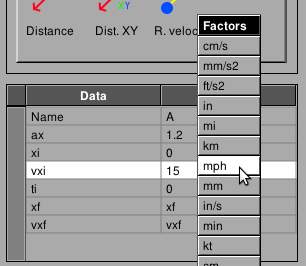 XY
Distance Dist. XY R. veloc
Factors
cm/s
mm/s2
ft/s2
in
mi
km
mph
mm
in/s
min
kt
Data
Name A
ax 1.2
xi 0
vxi 15
ti 0
xf xf
vxf vxf